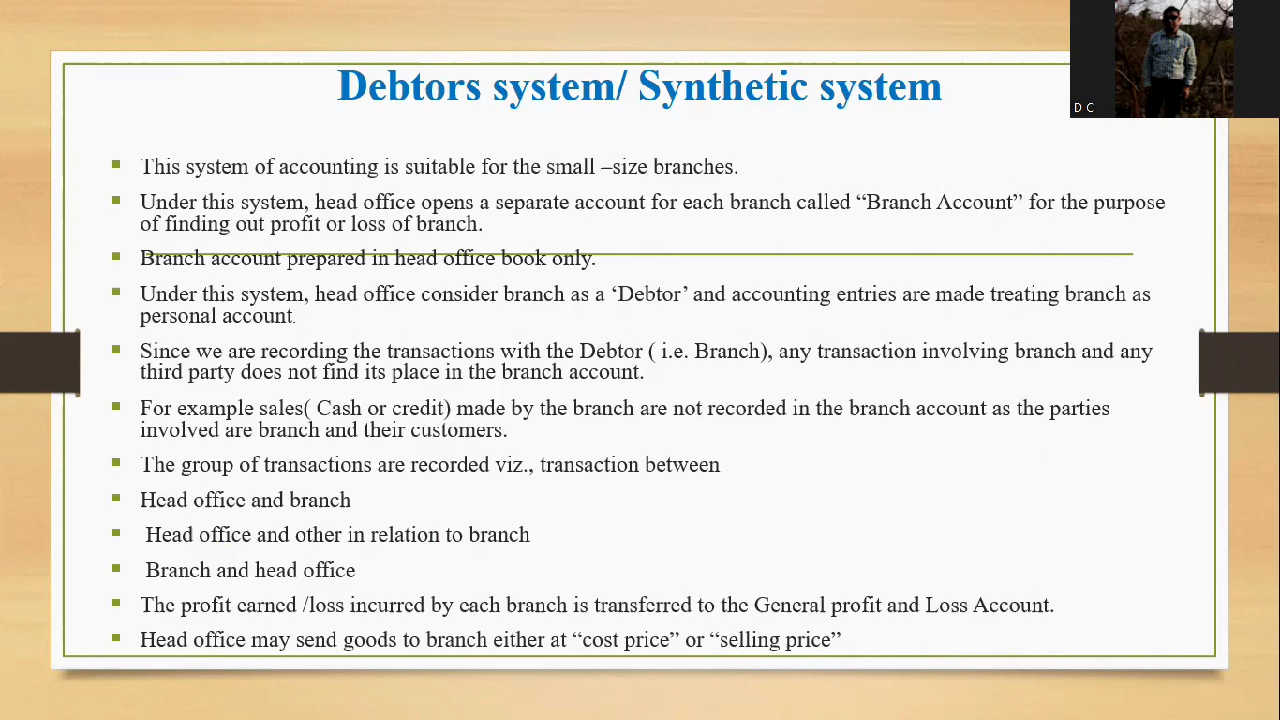 Debtors system/ Synthetic system
D C
This system of accounting is suitable for the small –size branches.
Under this system, head office opens a separate account for each branch called “Branch Account” for the purpose
of finding out profit or loss of branch.
Branch account prepared in head office book only.
Under this system, head office consider branch as a ‘Debtor’ and accounting entries are made treating branch as
personal account.
Since we are recording the transactions with the Debtor ( i.e. Branch), any transaction involving branch and any
third party does not find its place in the branch account.
For example sales( Cash or credit) made by the branch are not recorded in the branch account as the parties
involved are branch and their customers.
The group of transactions are recorded viz., transaction between
Head office and branch
Head office and other in relation to branch
Branch and head office
The profit earned /loss incurred by each branch is transferred to the General profit and Loss Account.
Head office may send goods to branch either at “cost price” or “selling price”